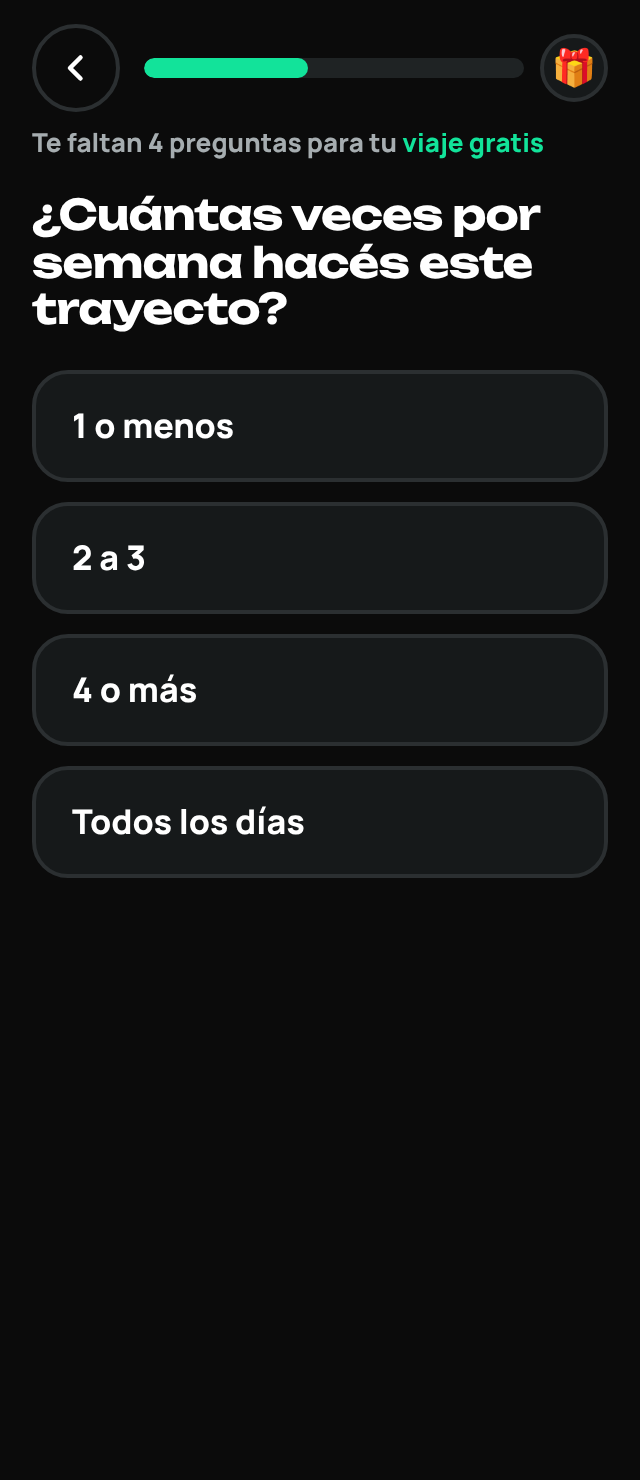 Te faltan 4 preguntas para tu viaje gratis
¿Cuántas veces por
semana hacés este
trayecto?
1 o menos
2 a 3
4 o más
Todos los días